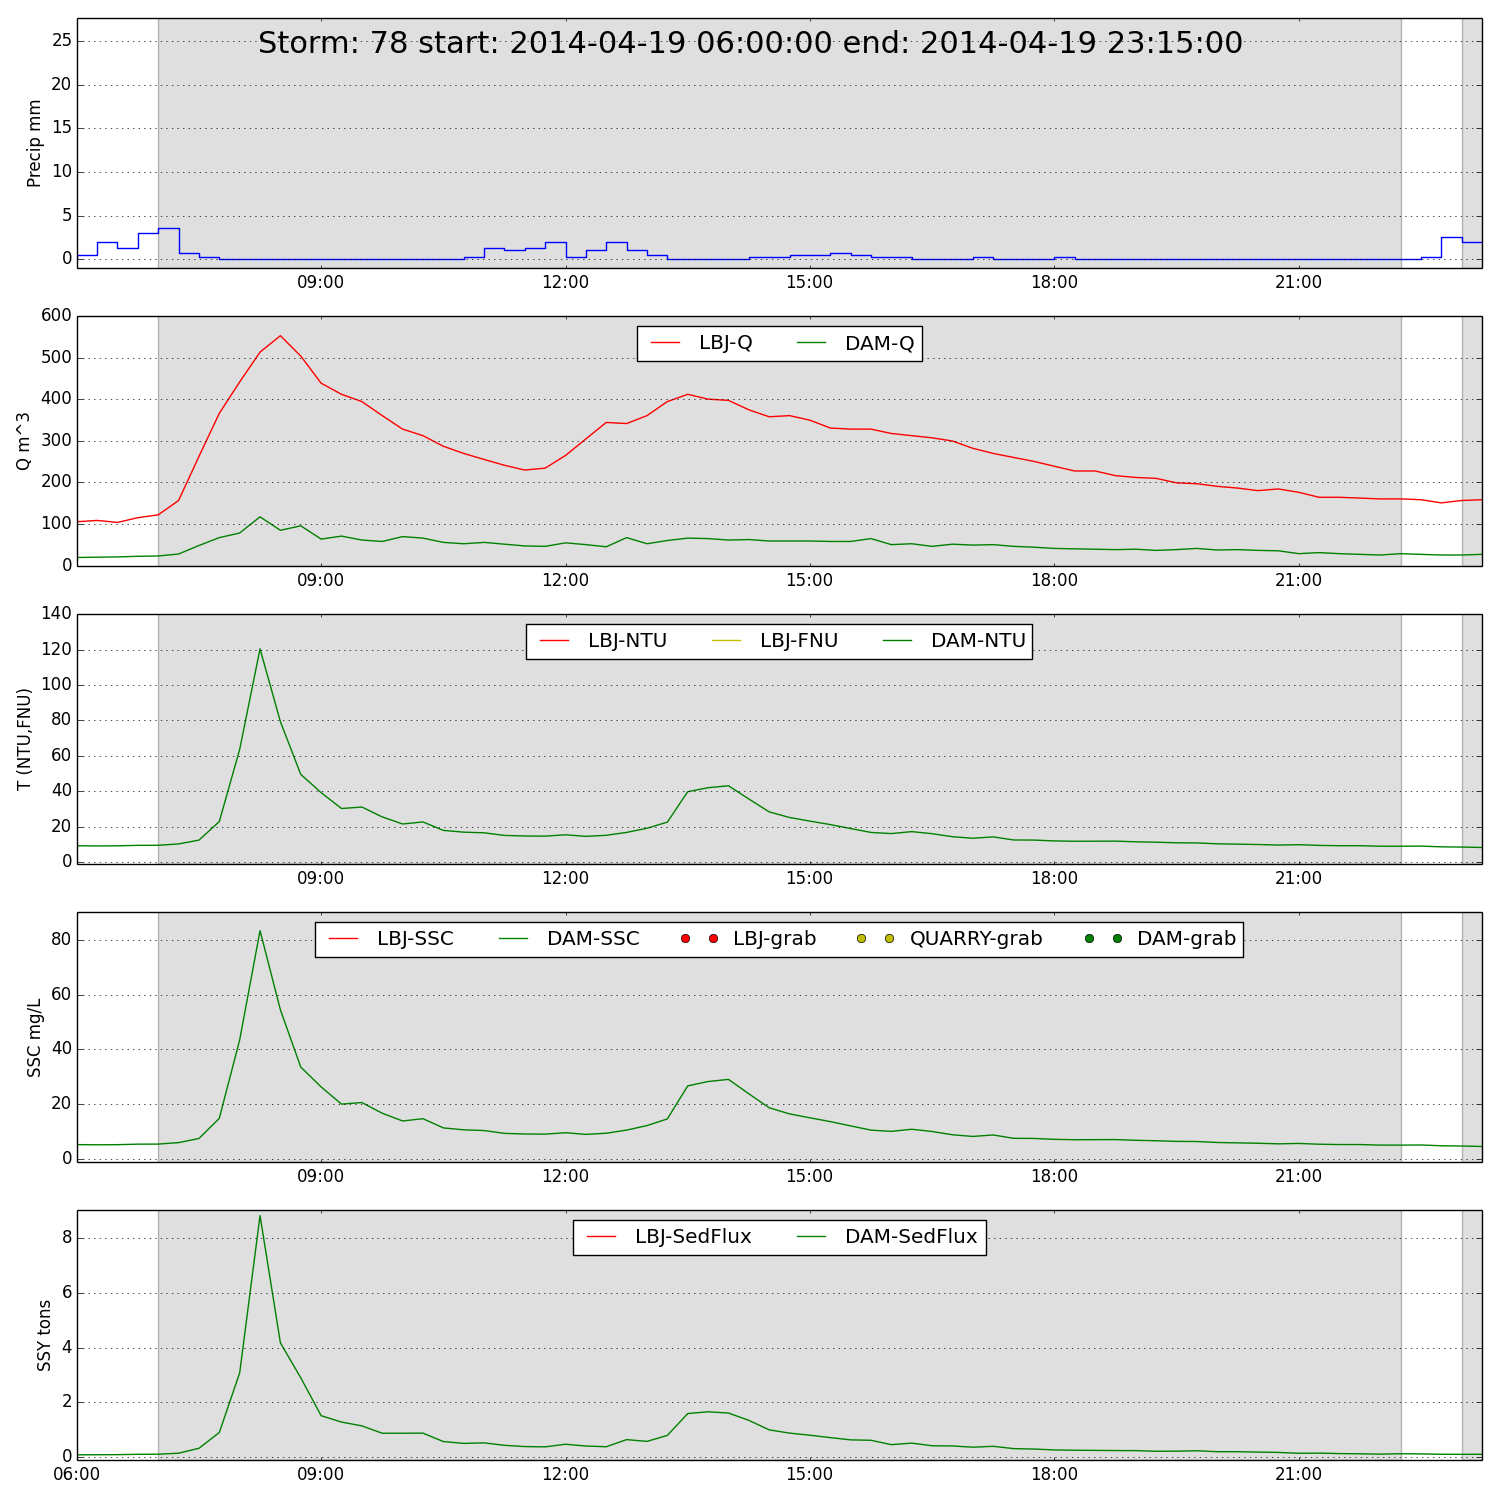 Storm: 78 start: 2014-04-19 06:00:00 end: 2014-04-19 23:15:00
Precip mm
25
20
15
10
5
0
09:00 12:00 15:00 18:00 21:00
Q m^3
LBJ-Q DAM-Q
600
500
400
300
200
100
0
09:00 12:00 15:00 18:00 21:00
T (NTU,FNU)
LBJ-NTU LBJ-FNU DAM-NTU
140
120
100
80
60
40
20
0
09:00 12:00 15:00 18:00 21:00
SSC mg/L
LBJ-SSC DAM-SSC LBJ-grab QUARRY-grab DAM-grab
80
60
40
20
0
09:00 12:00 15:00 18:00 21:00
SSY tons
LBJ-SedFlux DAM-SedFlux
8
6
4
2
0
06:00 09:00 12:00 15:00 18:00 21:00